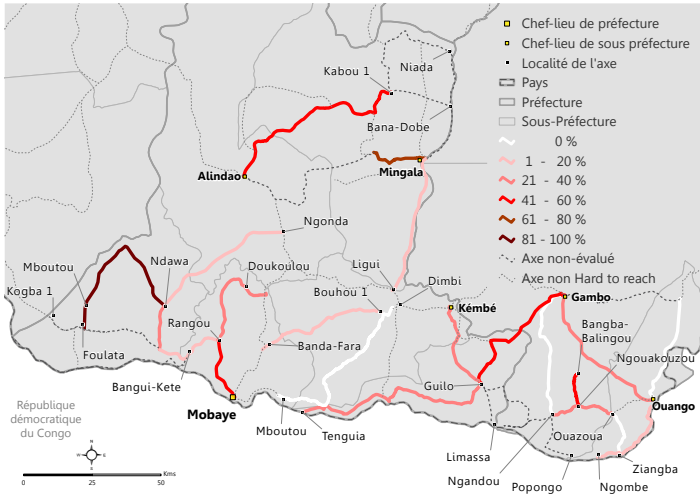 Chef-lieu de préfecture
Chef-lieu de sous préfecture
Localité de l'axe
Pays
Préfecture
Sous-Préfecture
0 %
1 - 20 %
21 - 40 %
41 - 60 %
61 - 80 %
81 - 100 %
Axe non-évalué
Axe non Hard to reach
Niada
Kabou 1
Bana-Dobe
Alindao
Mingala
Ngonda
Mboutou
Ndawa
Doukoulou
Ligui
Dimbi
Kogba 1
Bouhou 1
Kémbé
Gambo
Rangou
Bangba-
Balingou
Foulata
Banda-Fara
Ngouakouzou
Bangui-Kete
Guilo
Mobaye
Ouango
République
démocratique
du Congo
Mboutou
Tenguia
Limassa
Ouazoua
Ngandou
Popongo
Ngombe
Ziangba
N
W
E
S
0
25
50
Kms